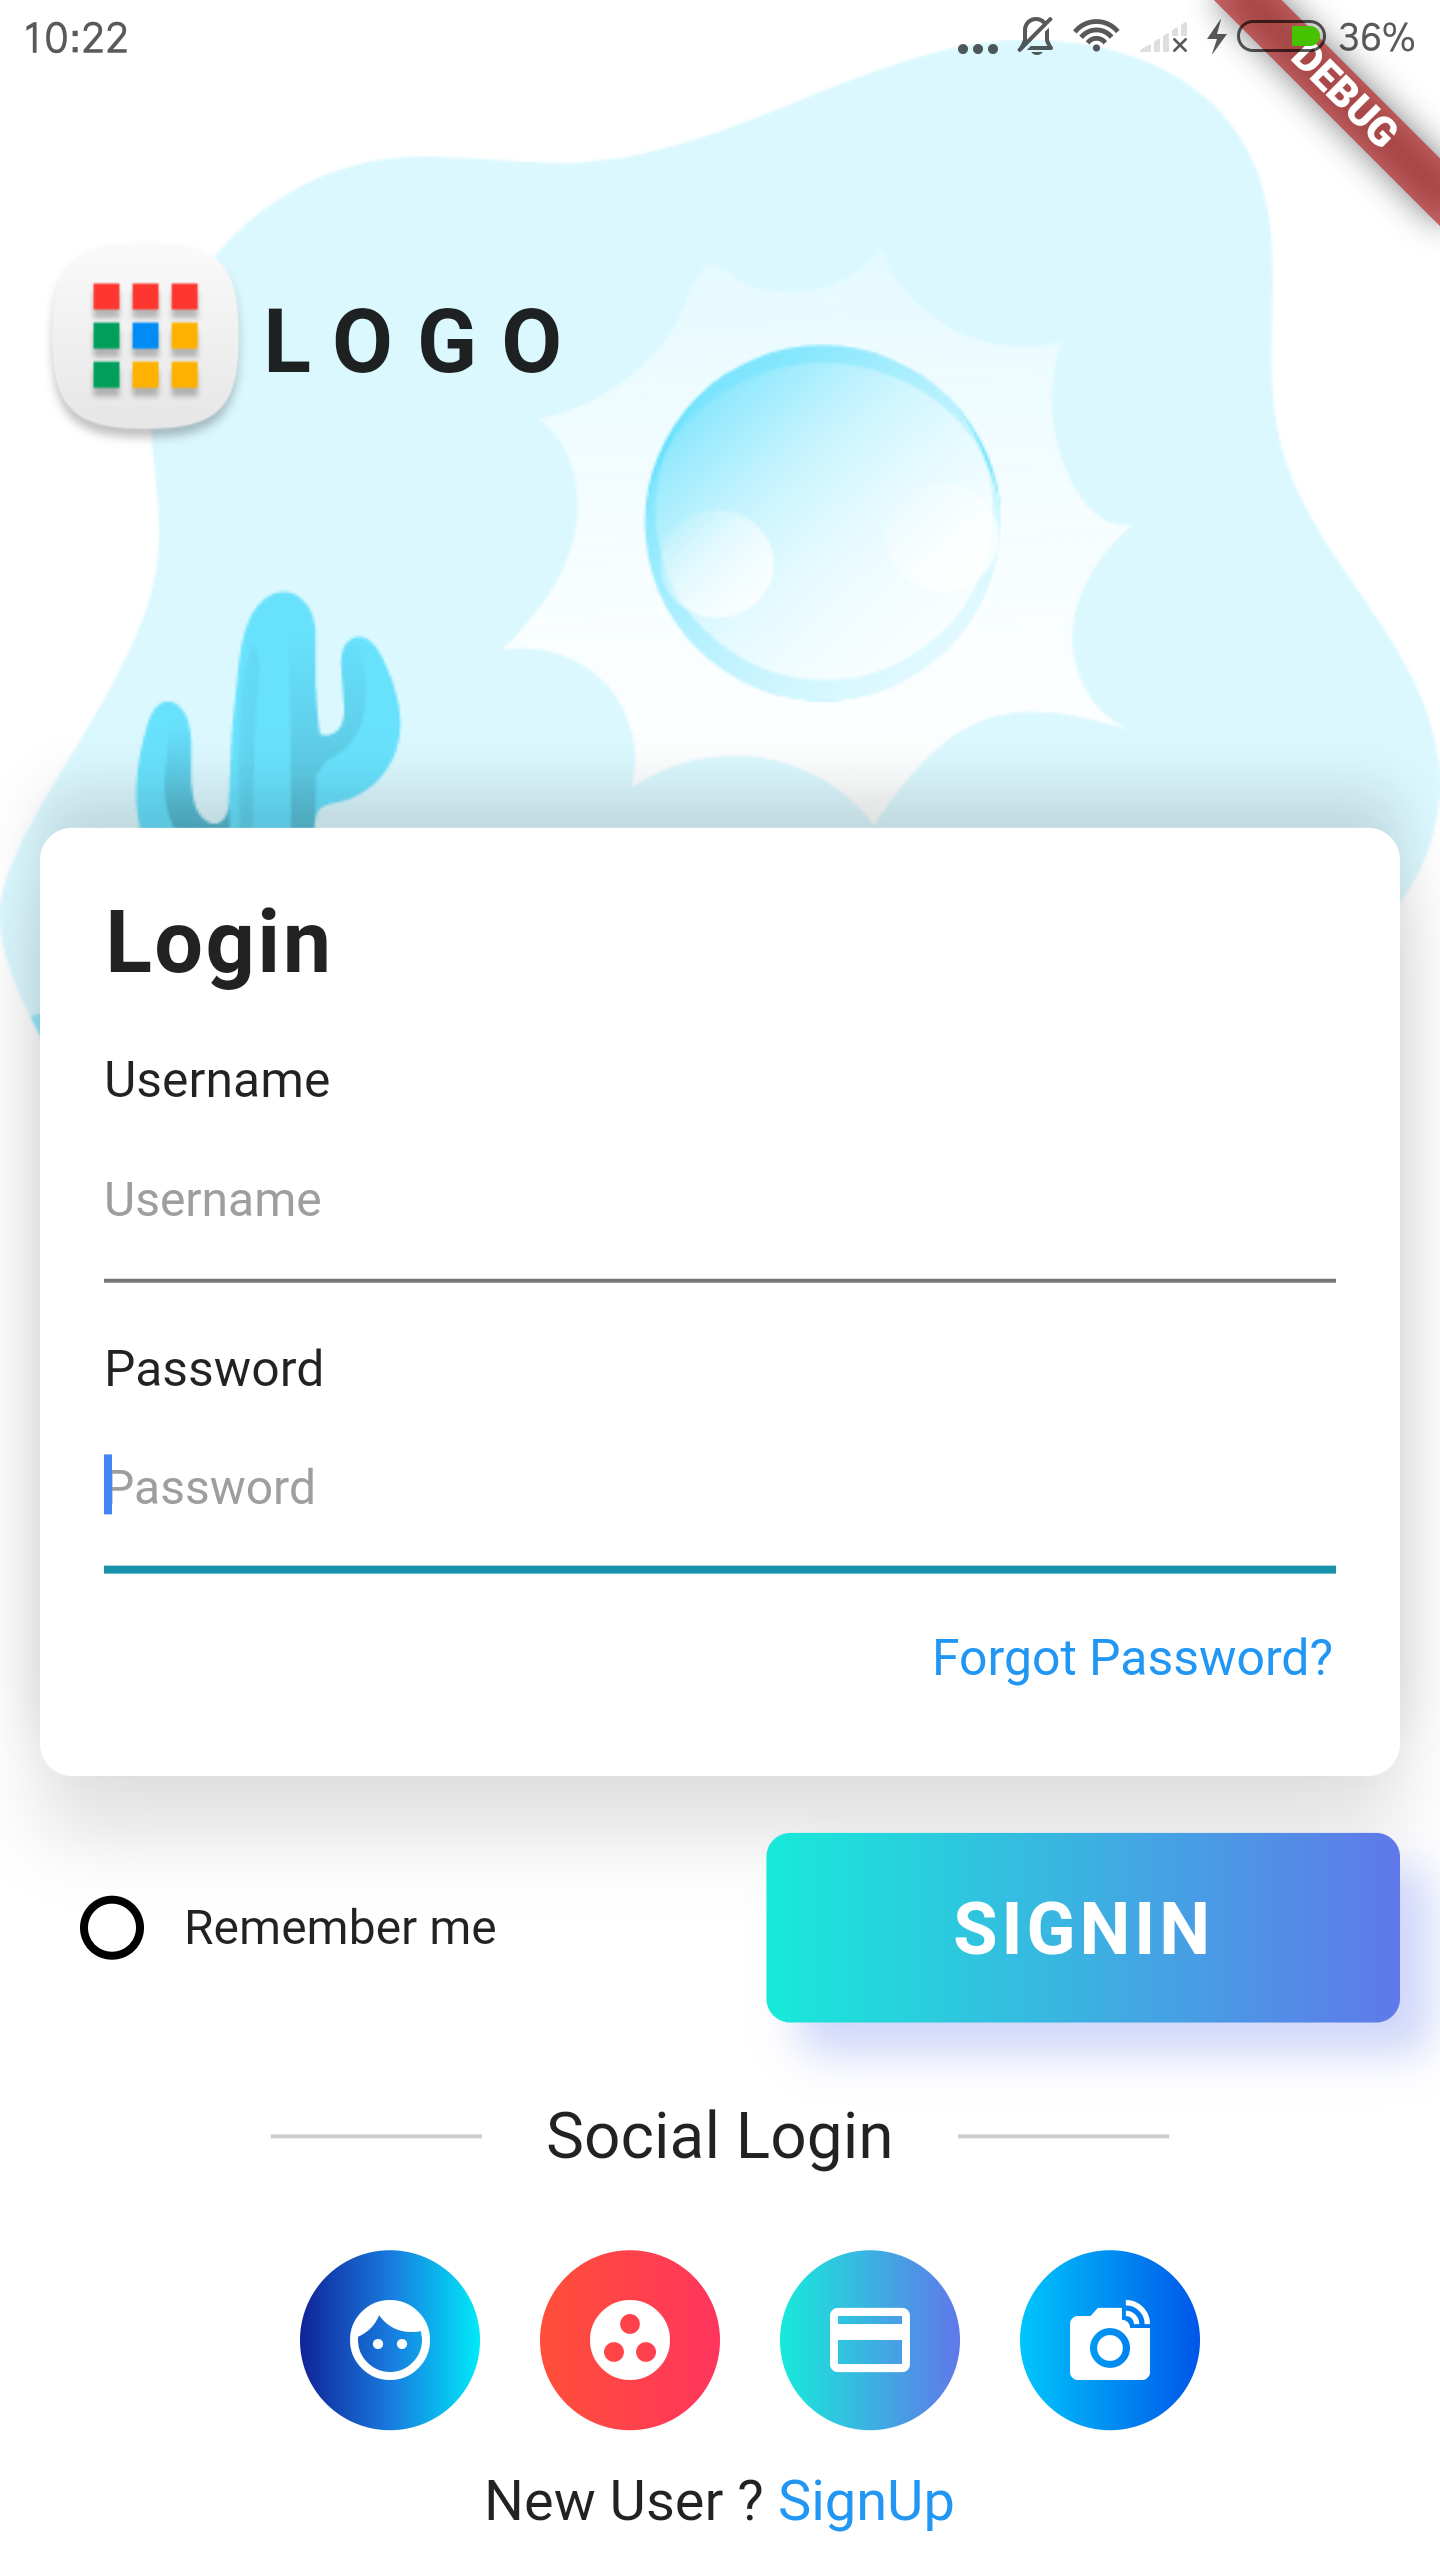 10:22
36%
DEBUG
LOGO
Login
Username
Username
Password
Password
Forgot Password?
Remember me
SIGNIN
Social Login
New User ? SignUp